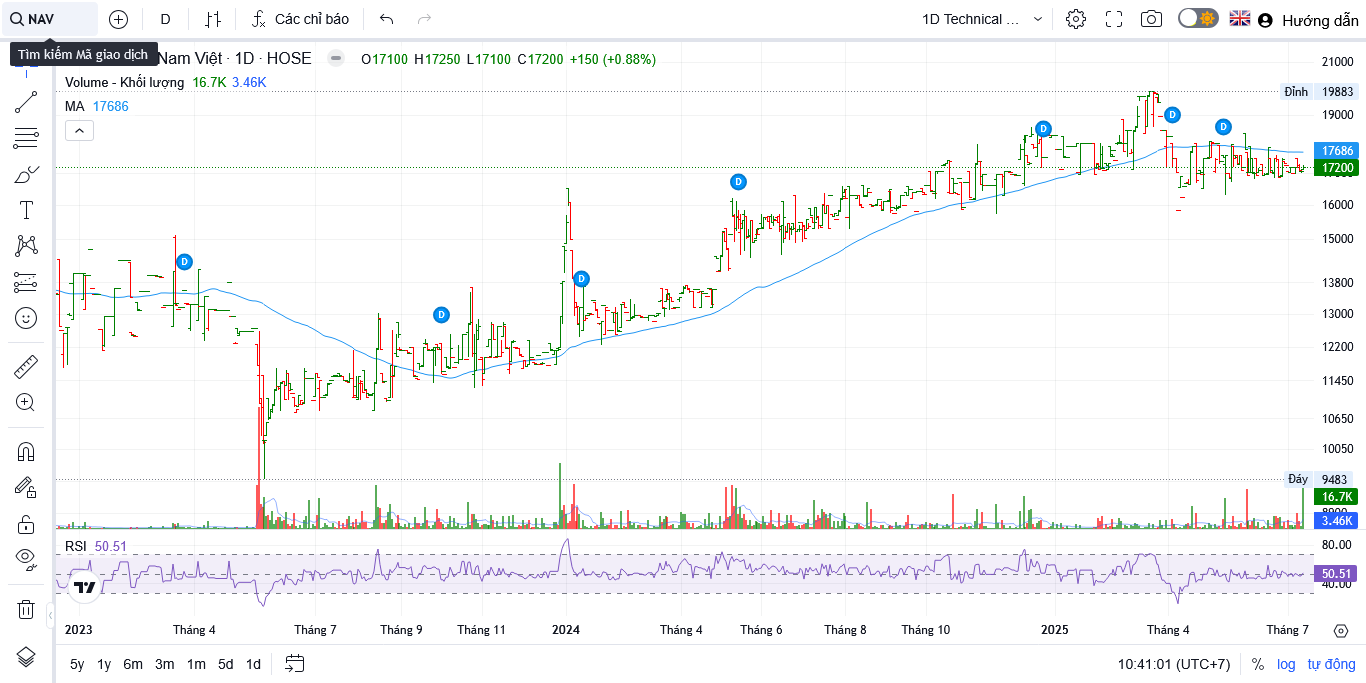 NAV
D
Các chỉ báo
1D Technical ...
Hướng dẫn
Tìm kiếm Mã giao dịch
Nam Việt · 1D · HOSE
O17100 H17250 L17100 C17200 +150 (+0.88%)
Volume - Khối lượng 16.7K 3.46K
MA 17686
21000
Đỉnh 19883
19000
17686
17200
16000
15000
13800
13000
12200
11450
10650
10050
Đáy 9483
16.7K
3.46K
D
D
D
D
D
D
D
RSI 50.51
80.00
50.51
40.00
2023 Tháng 4 Tháng 7 Tháng 9 Tháng 11 2024 Tháng 4 Tháng 6 Tháng 8 Tháng 10 2025 Tháng 4 Tháng 7
5y 1y 6m 3m 1m 5d 1d
10:41:01 (UTC+7) % log tự động